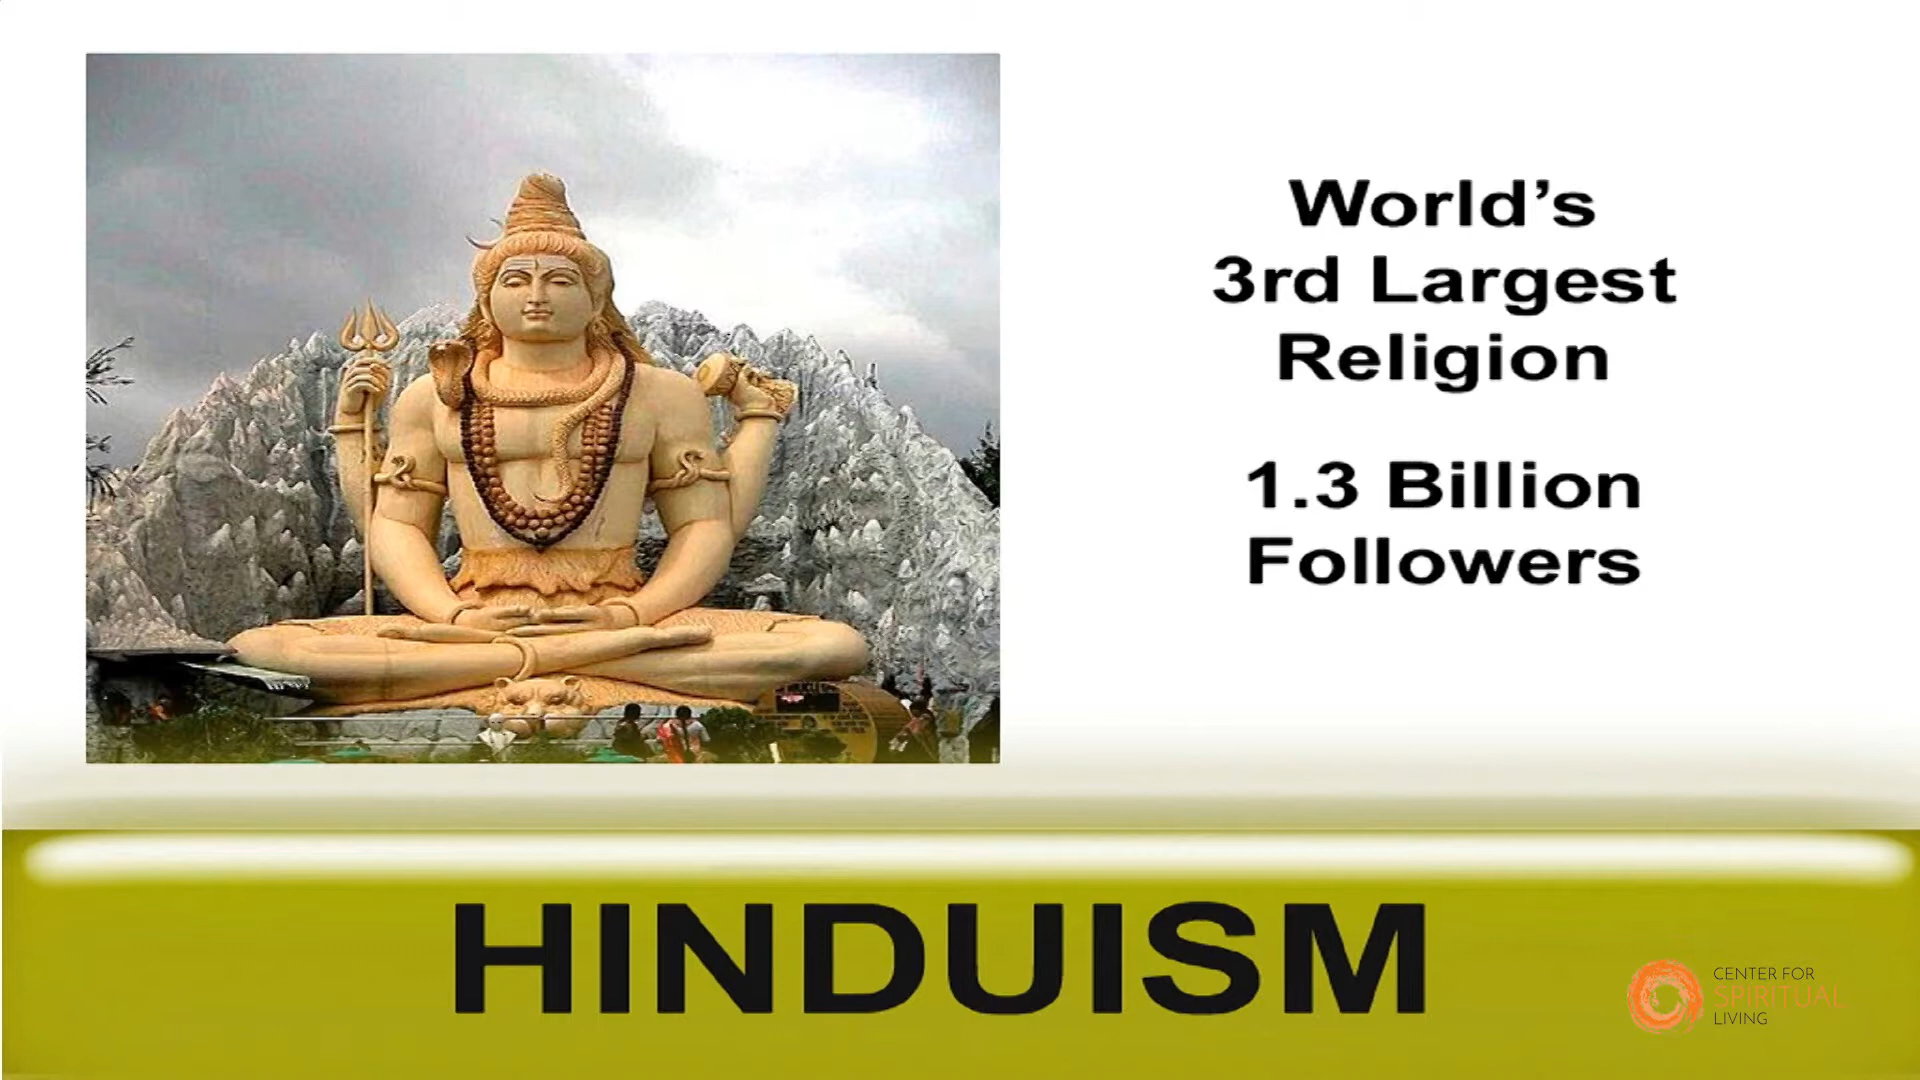 World's
3rd Largest
Religion
1.3 Billion
Followers
HINDUISM
CENTER FOR
SPIRITUAL
LIVING